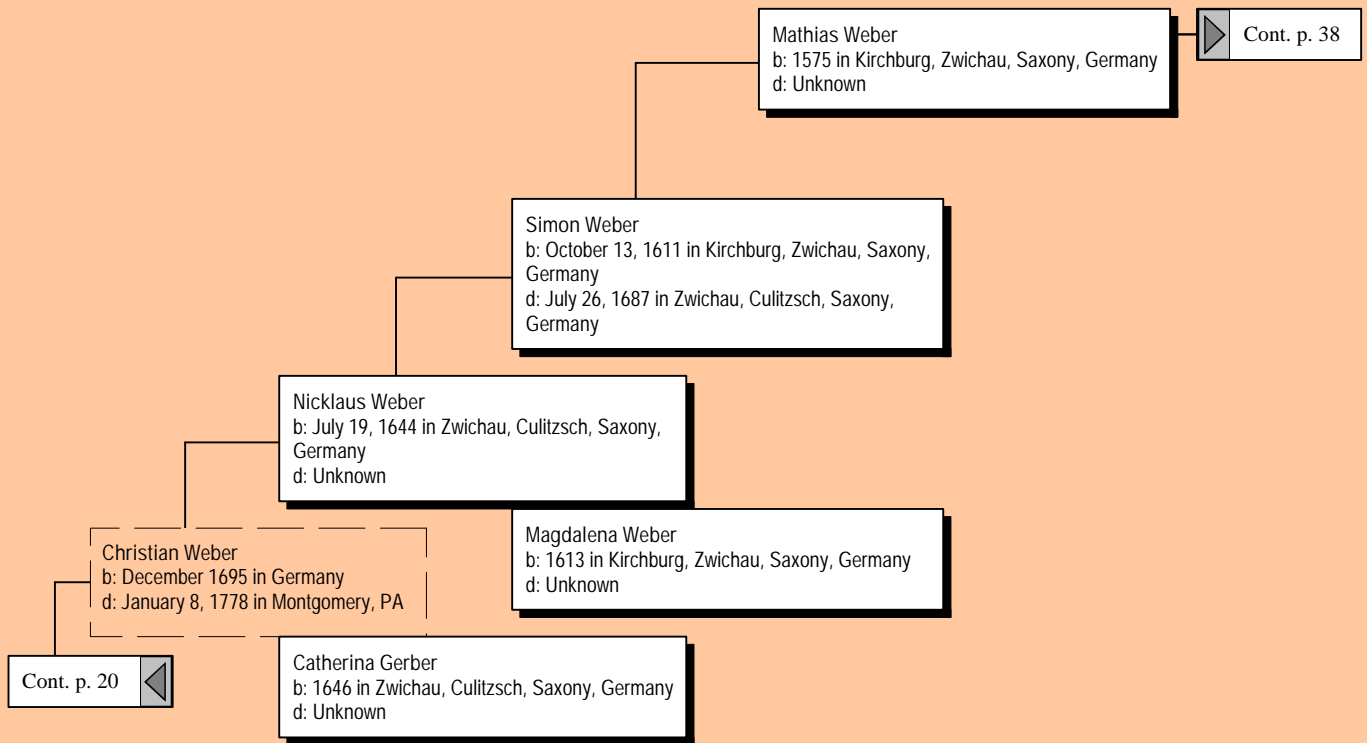 Mathias Weber
b: 1575 in Kirchburg, Zwichau, Saxony, Germany
d: Unknown
Cont. p. 38
Simon Weber
b: October 13, 1611 in Kirchburg, Zwichau, Saxony,
Germany
d: July 26, 1687 in Zwichau, Culitzsch, Saxony,
Germany
Nicklaus Weber
b: July 19, 1644 in Zwichau, Culitzsch, Saxony,
Germany
d: Unknown
Magdalena Weber
b: 1613 in Kirchburg, Zwichau, Saxony, Germany
d: Unknown
Christian Weber
b: December 1695 in Germany
d: January 8, 1778 in Montgomery, PA
Catherina Gerber
b: 1646 in Zwichau, Culitzsch, Saxony, Germany
d: Unknown
Cont. p. 20